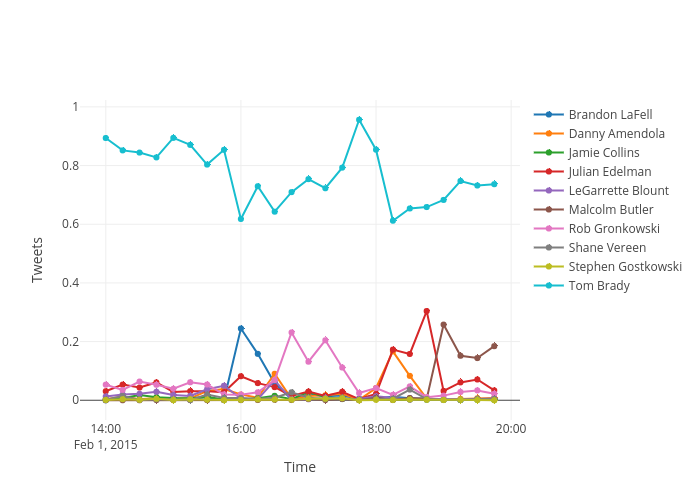 1
0.8
0.6
0.4
0.2
0
Tweets
14:00
16:00
18:00
20:00
Feb 1, 2015
Time
Brandon LaFell
Danny Amendola
Jamie Collins
Julian Edelman
LeGarrette Blount
Malcolm Butler
Rob Gronkowski
Shane Vereen
Stephen Gostkowski
Tom Brady